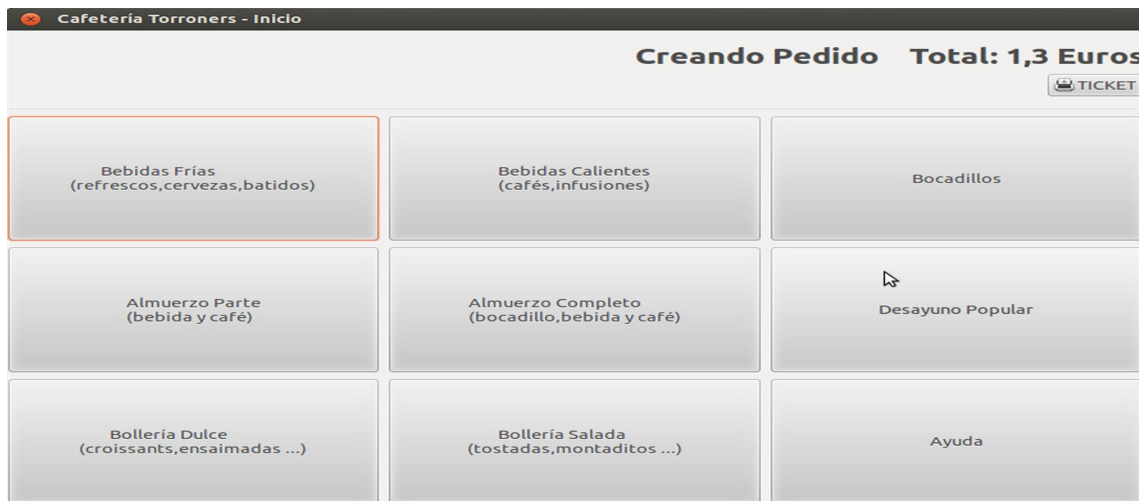 Cafetería Torroners - Inicio
Creando Pedido Total: 1,3 Euros
TICKET
Bebidas Frías
(refrescos,cervezas,batidos)
Bebidas Calientes
(cafés,infusiones)
Bocadillos
Almuerzo Parte
(bebida y café)
Almuerzo Completo
(bocadillo,bebida y café)
Desayuno Popular
Bollería Dulce
(croissants,ensaimadas ...)
Bollería Salada
(tostadas,montaditos ...)
Ayuda